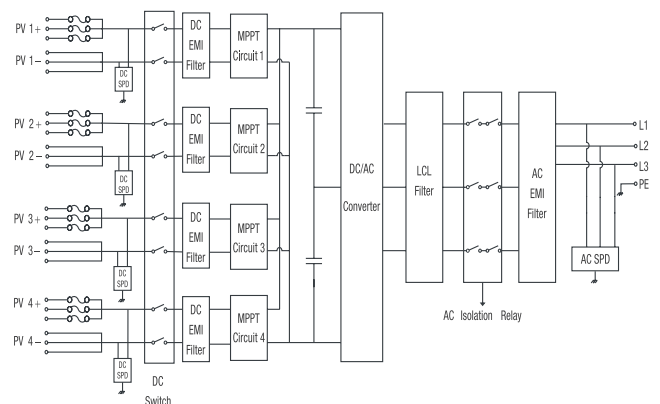 PV 1+
PV 1-
DC
SPD
DC
EMI
Filter
MPPT
Circuit 1
PV 2+
PV 2-
DC
SPD
DC
EMI
Filter
MPPT
Circuit 2
PV 3+
PV 3-
DC
SPD
DC
EMI
Filter
MPPT
Circuit 3
PV 4+
PV 4-
DC
SPD
DC
EMI
Filter
MPPT
Circuit 4
DC
Switch
DC/AC
Converter
LCL
Filter
AC Isolation Relay
AC
EMI
Filter
L1
L2
L3
PE
AC SPD